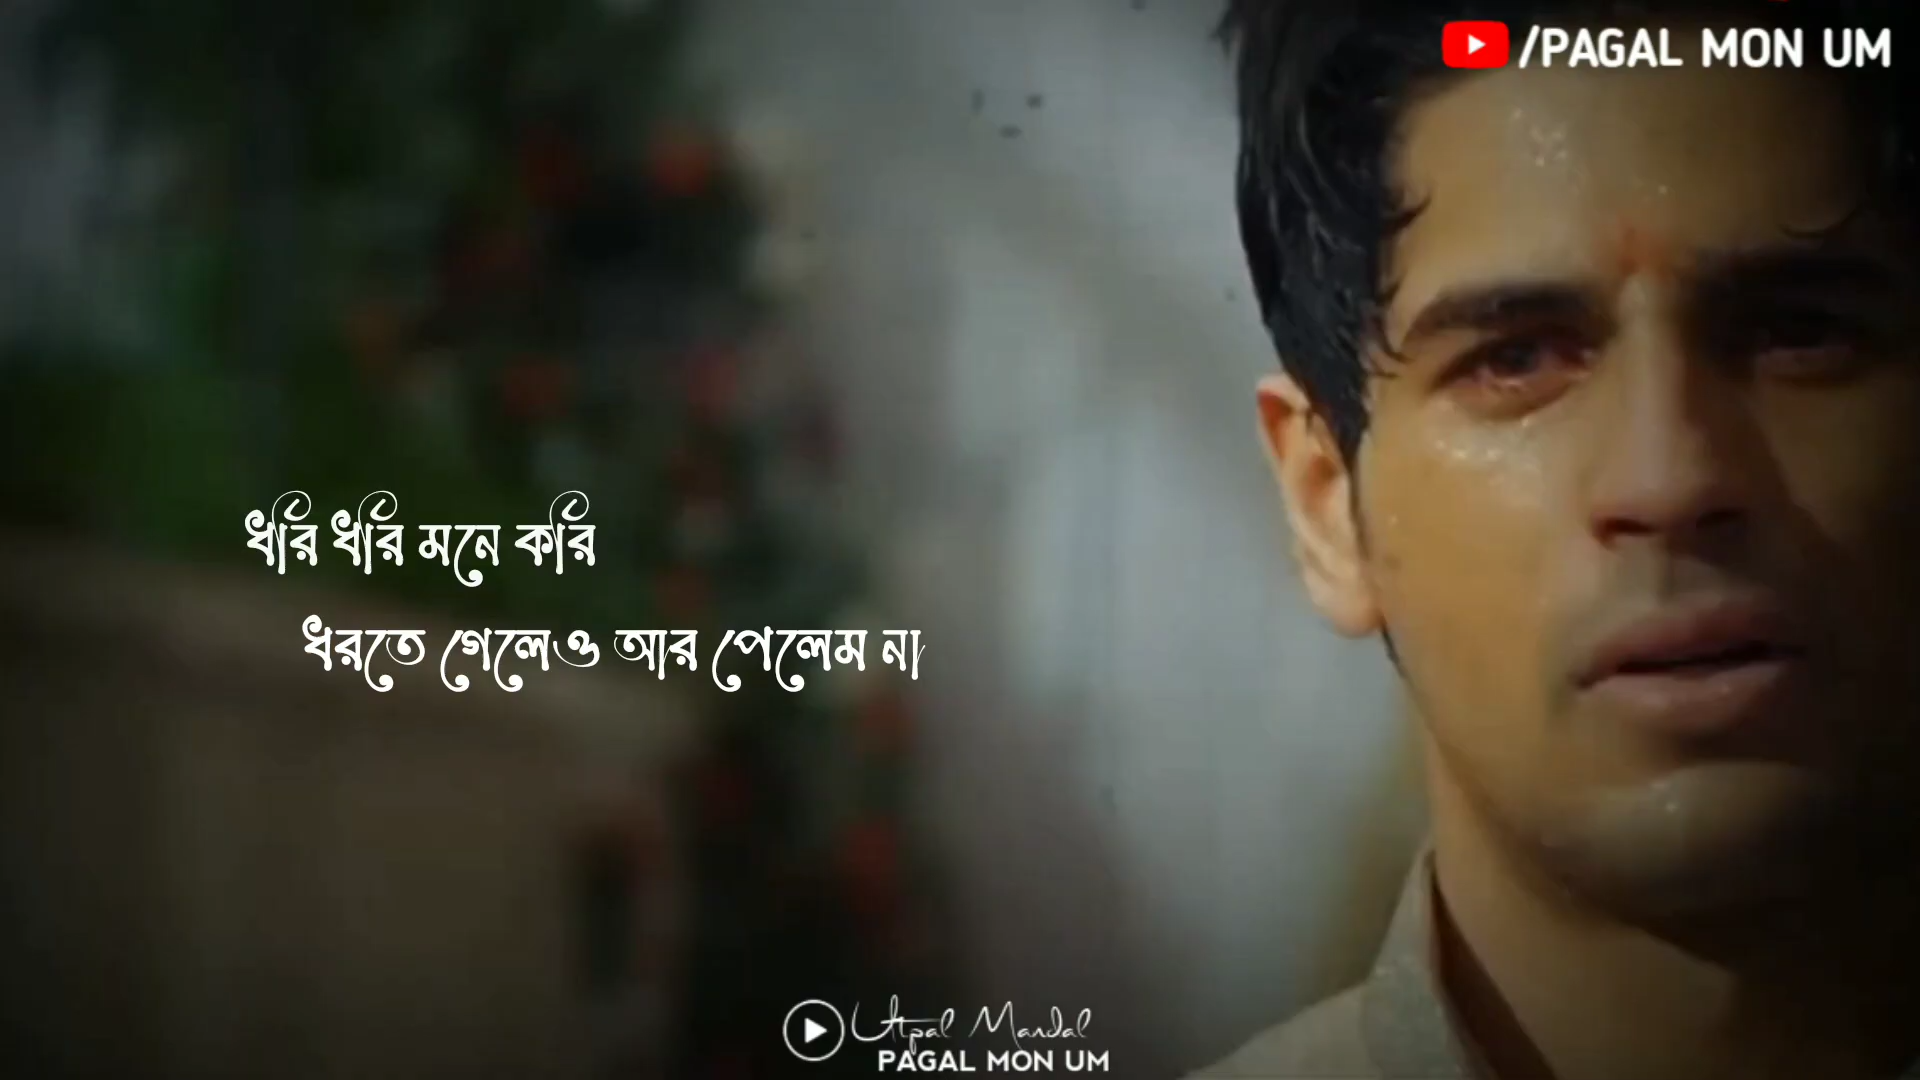 /PAGAL MON UM
ধরি ধরি মনে করি
ধরতে গেলেও আর পেলেম না
Utpal Mandal
PAGAL MON UM